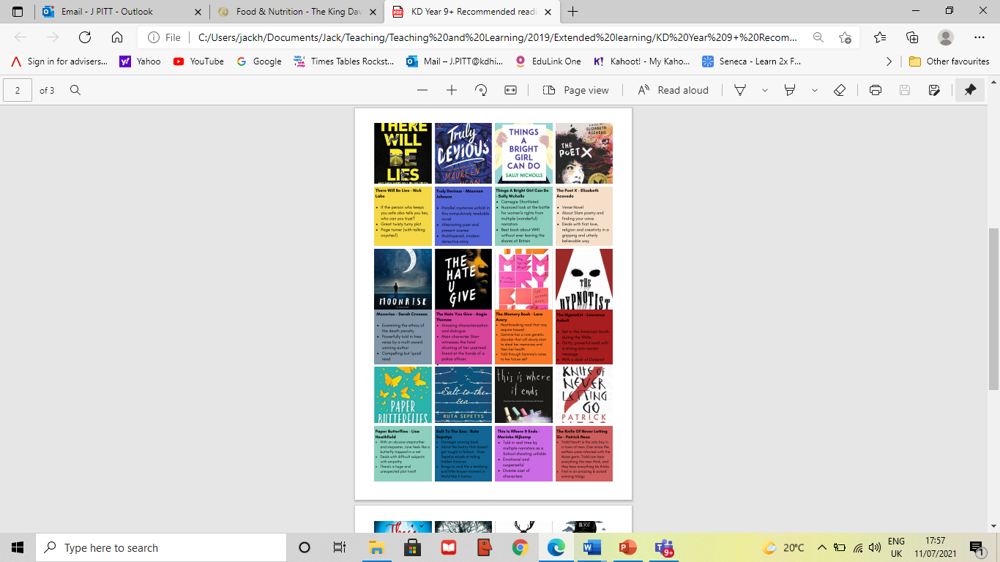 Email - J PITT - Outlook
Food & Nutrition - The King Dav
KD Year 9+ Recommended readi
File
C:/Users/jackh/Documents/Jack/Teaching/Teaching%20and%20Learning/2019/Extended%20learning/KD%20Year%209+%20Recom...
Sign in for advisers...
Yahoo
YouTube
Google
Times Tables Rockst...
Mail – J.PITT@kdhi...
EduLink One
Kahoot! - My Kaho...
Seneca - Learn 2x F...
Other favourites
2 of 3
Page view
Read aloud
THERE
WILL
BE
LIES
Truly
DEVIOUS
MAUREEN
THINGS
A
BRIGHT
GIRL
CAN DO
SALLY NICHOLLS
ELIZABETH
ACEVEDO
THE
POET X
There Will Be Lies - Nick
Lake
• If the person who keeps
you safe also tells you lies,
who can you trust?
• Great twisty turny plot
• Page turner (with talking
coyotes!)
Truly Devious - Maureen
Johnson
• Parallel mysteries unfold in
this compulsively readable
novel
• Alternating past and
present scenes
• Multilayered, modern
detective story
Things A Bright Girl Can Do
- Sally Nicholls
• Carnegie Shortlisted
• Nuanced look at the battle
for women's rights from
multiple (wonderful)
narrators
• Best book about WW1
without ever leaving the
shores of Britain
The Poet X - Elizabeth
Acevedo
• Verse Novel
• About Slam poetry and
finding your voice
• Deals with first love,
religion and creativity in a
gripping and utterly
believable way
MOONRISE
THE
HATE
U
GIVE
MEMRY
THE
HYPNOTIST
Moonrise - Sarah Crossan
• Examining the ethics of
the death penalty
• Powerfully told in free
verse by a multi award
winning author
• Compelling but 'quick'
read
The Hate You Give - Angie
Thomas
• Amazing characterisation
and dialogue
• Main character Starr
witnesses the fatal
shooting of her unarmed
friend at the hands of a
police officer.
The Memory Book - Lara
Avery
• Heartbreaking read that may
require tissues!
• Sammie has a rare genetic
disorder that will slowly start
to steal her memories and
then her health
• Told through Sammie's notes
to her future self
The Hypnotist - Laurence
Anholt
• Set in the American South
during the 1960s
• Gritty, powerful read with
a strong anti-racism
message
• With a dash of Dickens!
PAPER
BUTTERFLIES
Salt to the
sea
RUTA SEPETYS
this is where
it ends
KNIFE OF
NEVER
LETTING
GO
PATRICK
Paper Butterflies - Lisa
Heathfield
• With an abusive stepmother
and stepsister, June feels like a
butterfly trapped in a net
• Deals with difficult subjects
with empathy
• There's a huge and
unexpected plot twist!
Salt To The Sea - Ruta
Sepetys
• Carnegie winning book
• About the history that doesn't
get taught in School - Ruta
Sepetys excels at telling
hidden histories
• Brings to vivid life a terrifying
and little-known moment in
World War II history
This Is Where It Ends -
Marieke Nijkamp
• Told in real time by
multiple narrators as a
School shooting unfolds
• Emotional and
suspenseful
• Diverse cast of
characters
The Knife Of Never Letting
Go - Patrick Ness
• Todd Hewitt is the only boy in
a town of men. Ever since the
settlers were infected with the
Noise germ, Todd can hear
everything the men think, and
they hear everything he thinks
• First in an amazing & award
winning trilogy
RESIST
Type here to search
9+
20°C
ENG
UK
17:57
11/07/2021
1